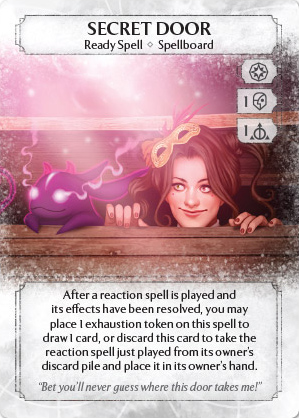 SECRET DOOR
Ready Spell ⋄ Spellboard
1
1
After a reaction spell is played and
its effects have been resolved, you may
place 1 exhaustion token on this spell to
draw 1 card, or discard this card to take the
reaction spell just played from its owner's
discard pile and place it in its owner's hand.
"Bet you'll never guess where this door takes me!"